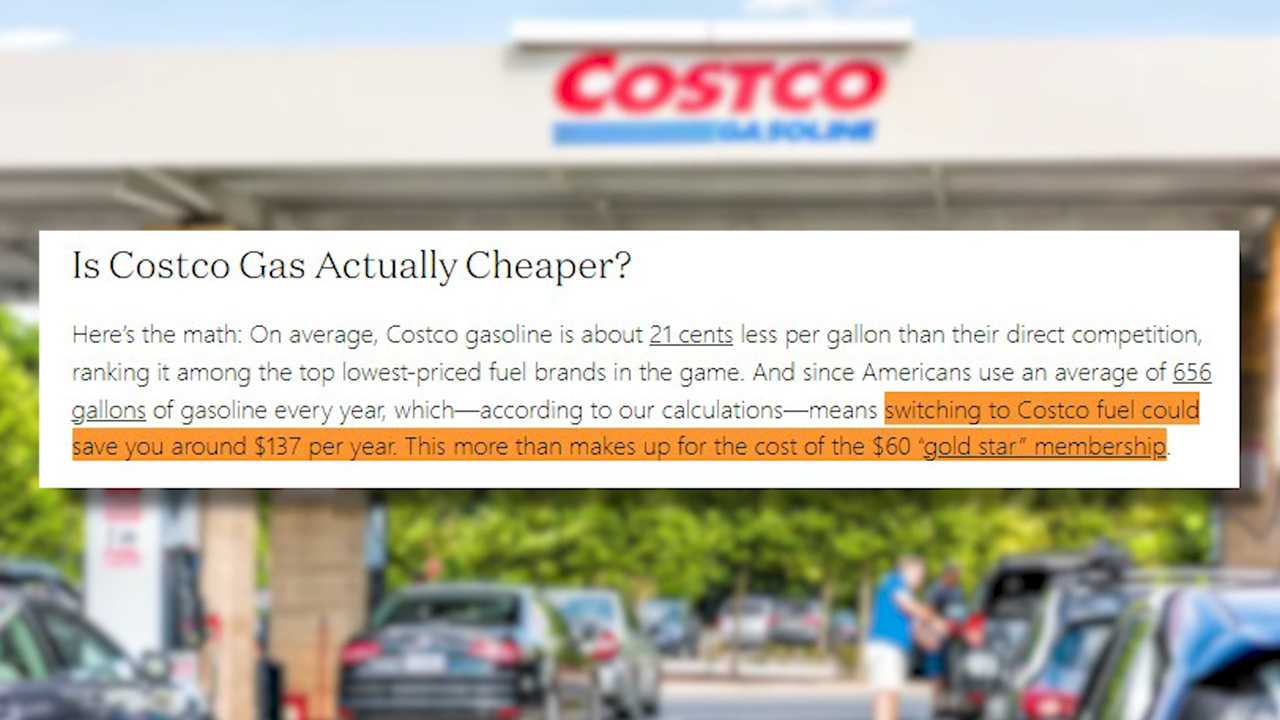 COSTCO
GASOLINE
Is Costco Gas Actually Cheaper?
Here’s the math: On average, Costco gasoline is about 21 cents less per gallon than their direct competition,
ranking it among the top lowest-priced fuel brands in the game. And since Americans use an average of 656
gallons of gasoline every year, which—according to our calculations—means switching to Costco fuel could
save you around $137 per year. This more than makes up for the cost of the $60 “gold star” membership.